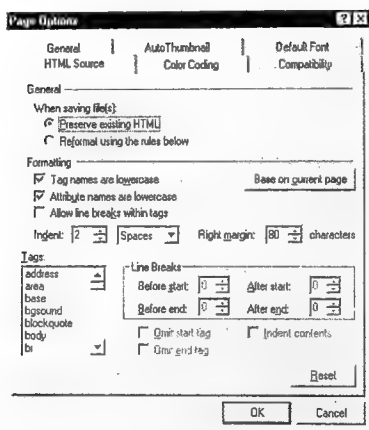 Page Options
General AutoThumbnail Default Font
HTML Source Color Coding Compatibility
General
When saving file(s):
Preserve existing HTML
Reformat using the rules below
Formatting
Tag names are lowercase Base on current page
Attribute names are lowercase
Allow line breaks within tags
Indent: 2 Spaces Right margin: 80 characters
Tags:
address
area
base
bgsound
blockquote
body
br
Line Breaks
Before start: 0 After start: 0
Before end: 0 After end: 0
Omit start tag Indent contents
Omit end tag
Reset
OK Cancel